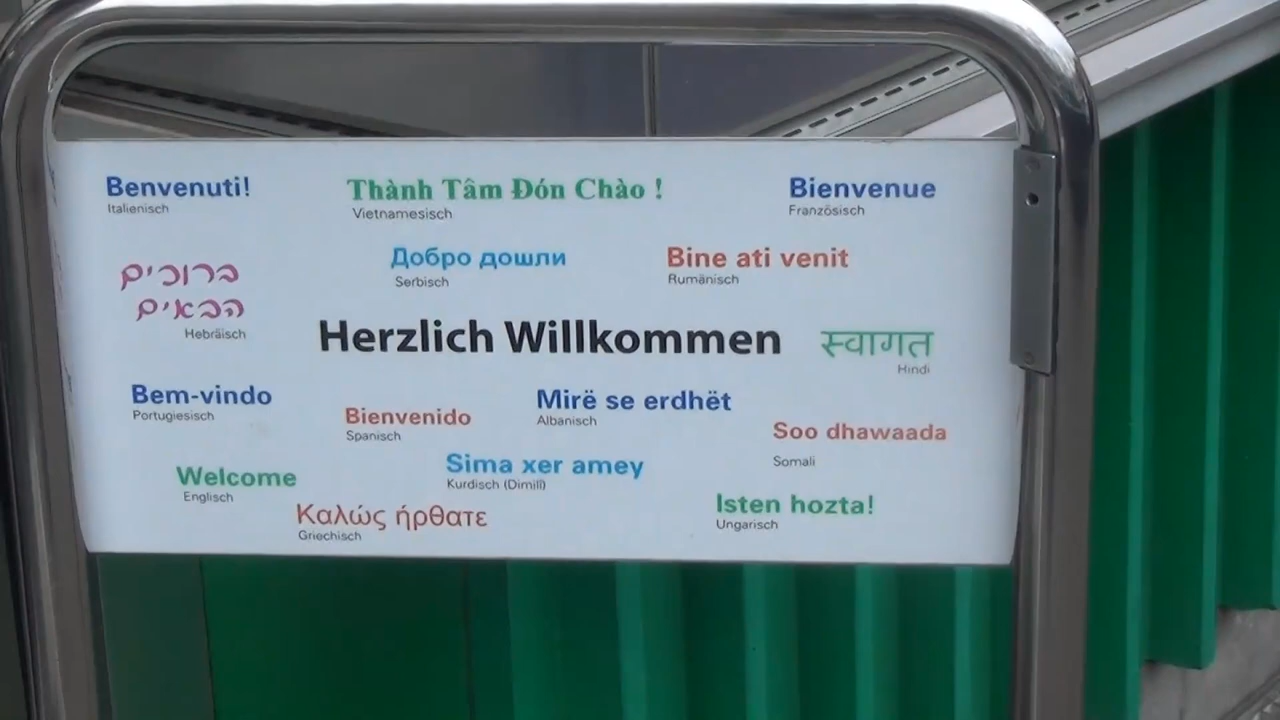 Benvenuti!
Italienisch
Thành Tâm Đón Chào !
Vietnamesisch
Bienvenue
Französisch
Добро дошли
Serbisch
Bine ati venit
Rumänisch
ברוכים
הבאים
Hebräisch
Herzlich Willkommen
स्वागत
Hindi
Bem-vindo
Portugiesisch
Bienvenido
Spanisch
Mirë se erdhët
Albanisch
Soo dhawaada
Somali
Welcome
Englisch
Sima xer amey
Kurdisch (Dimili)
Καλώς ήρθατε
Griechisch
Isten hozta!
Ungarisch